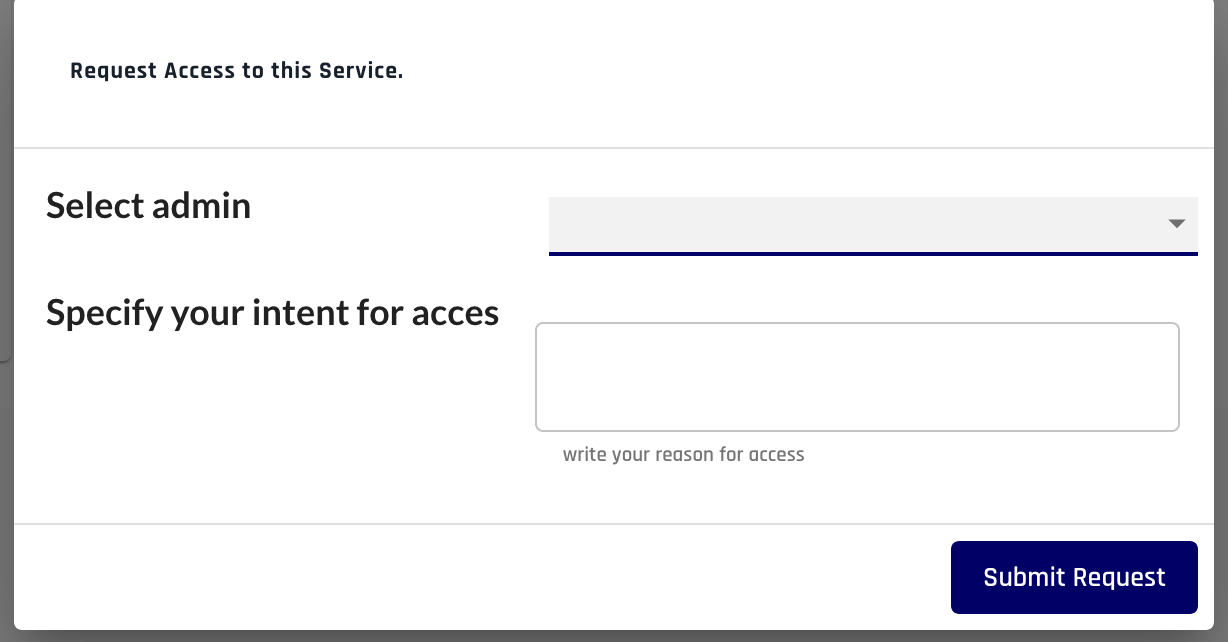 Request Access to this Service.
Select admin
Specify your intent for acces
write your reason for access
Submit Request